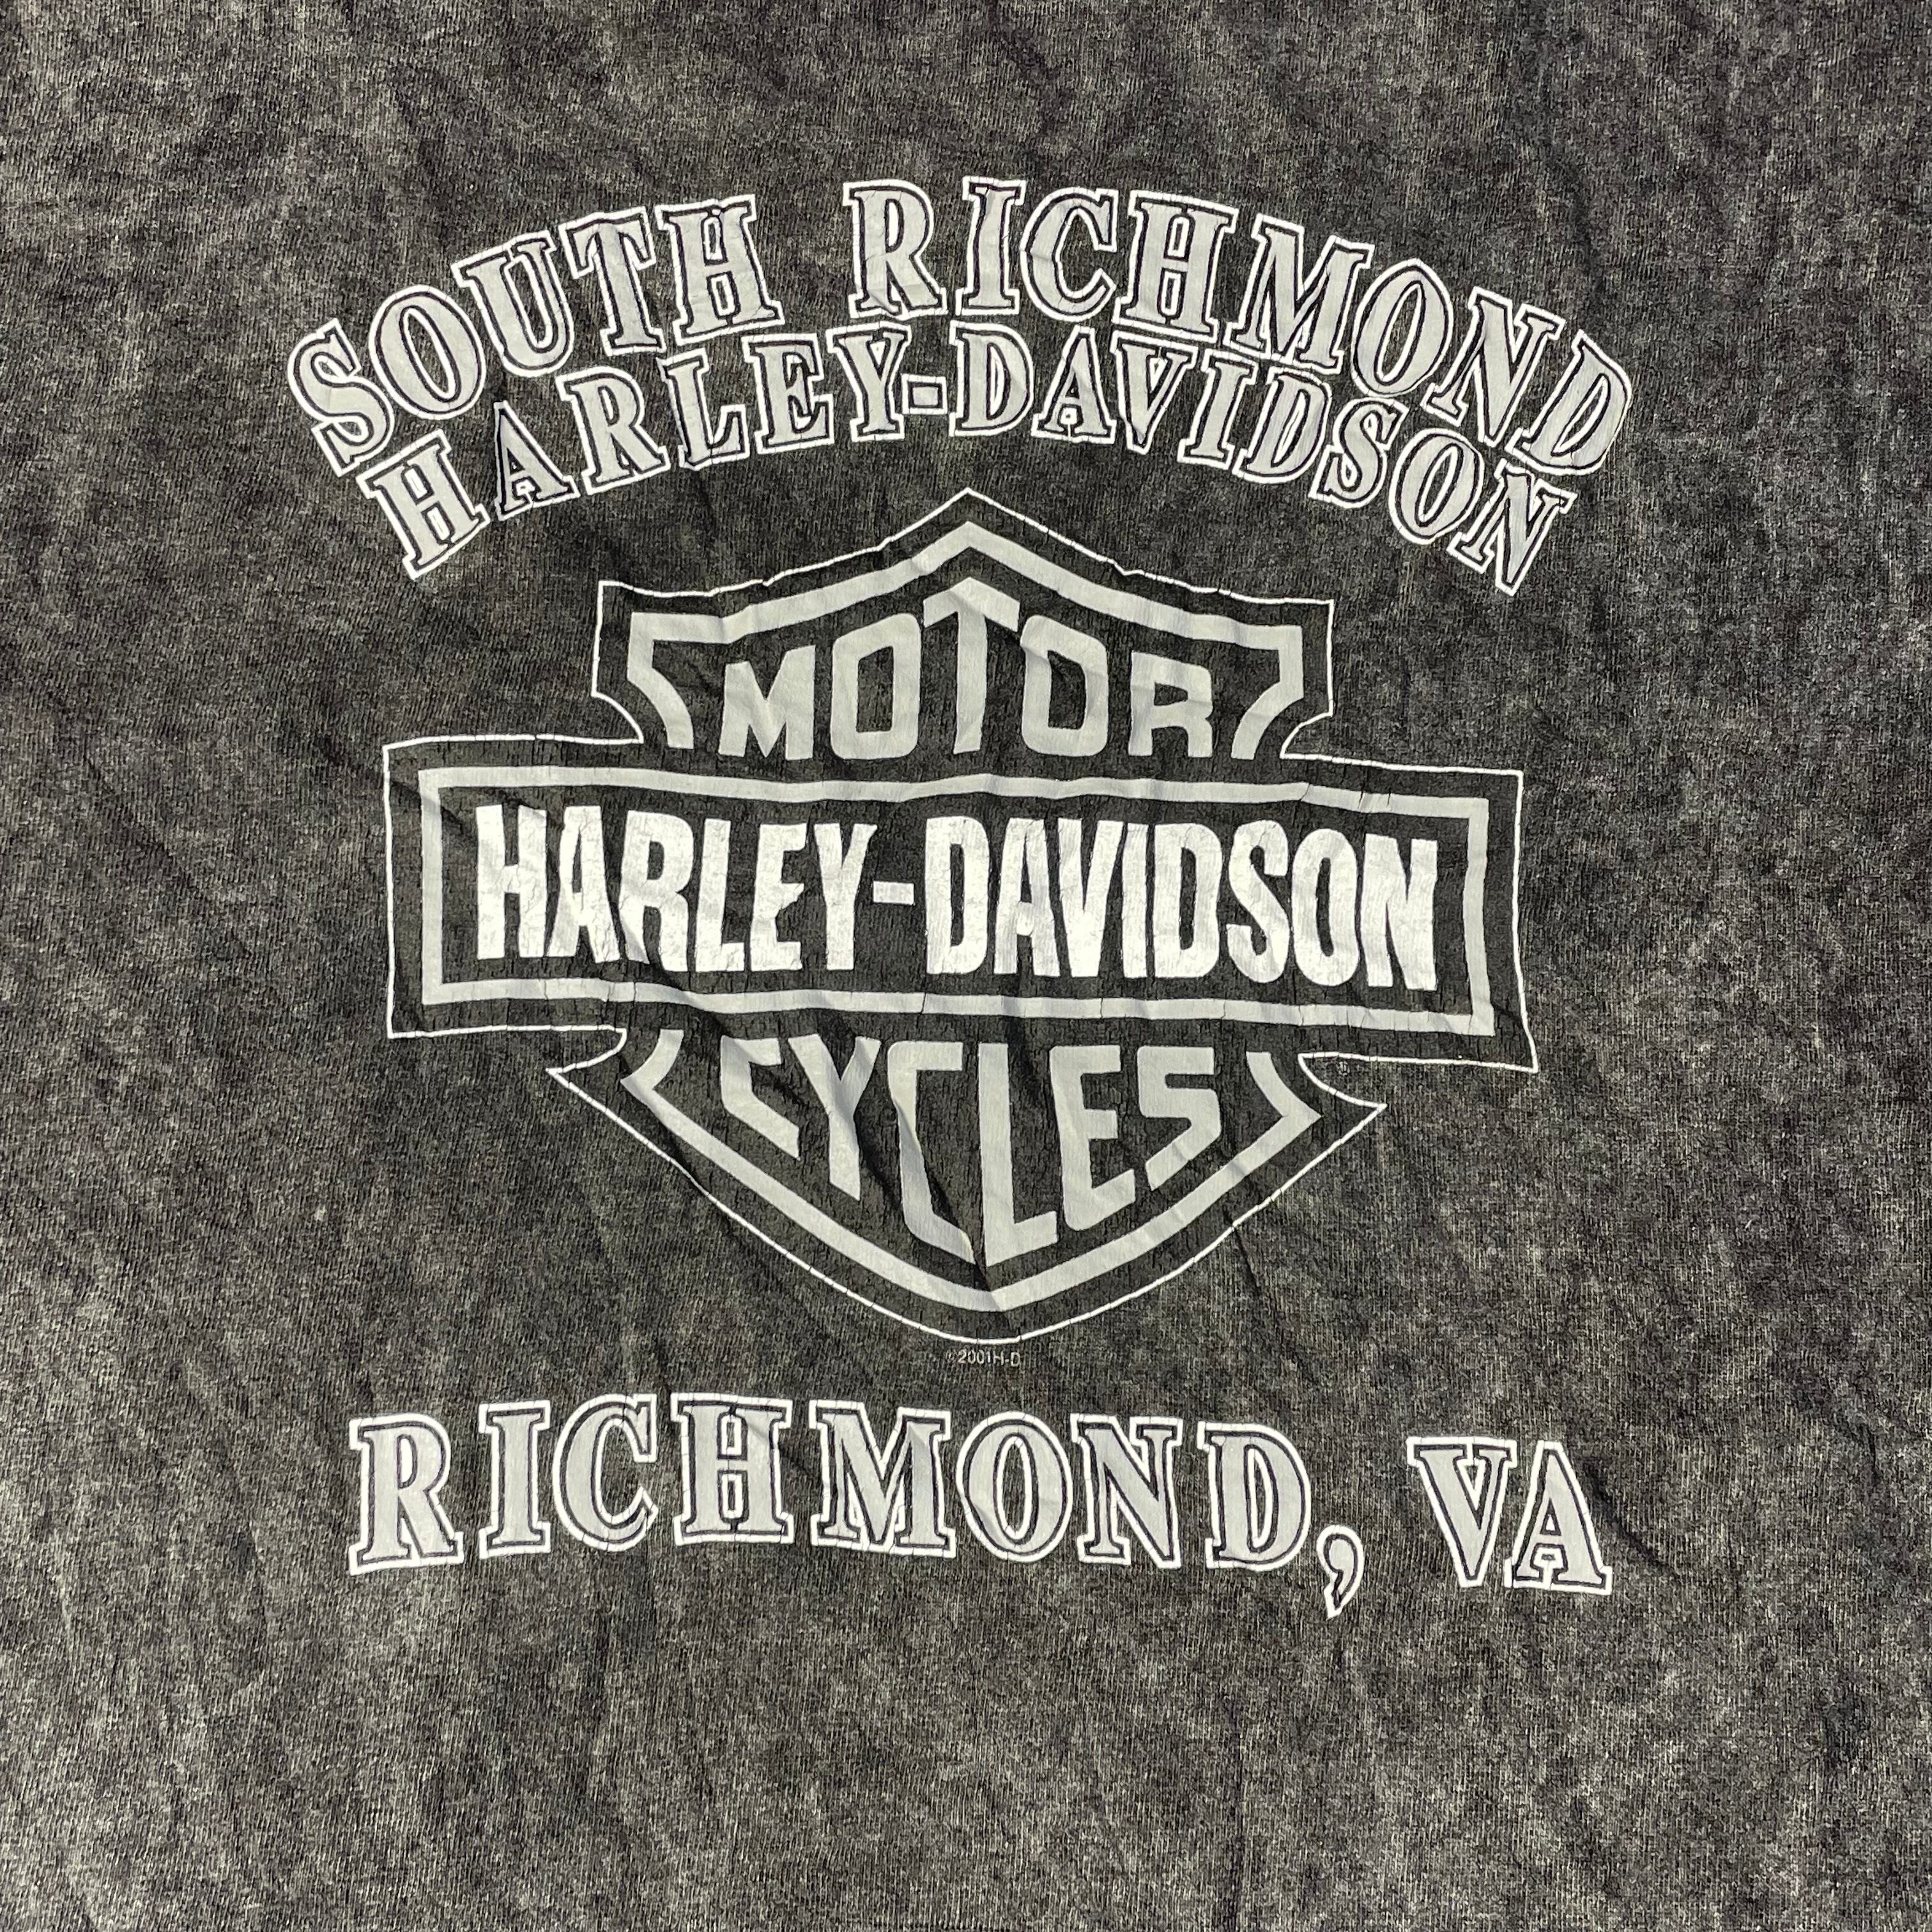 SOUTH RICHMOND
HARLEY-DAVIDSON
MOTOR
HARLEY-DAVIDSON
CYCLES
©2001H-D
RICHMOND, VA